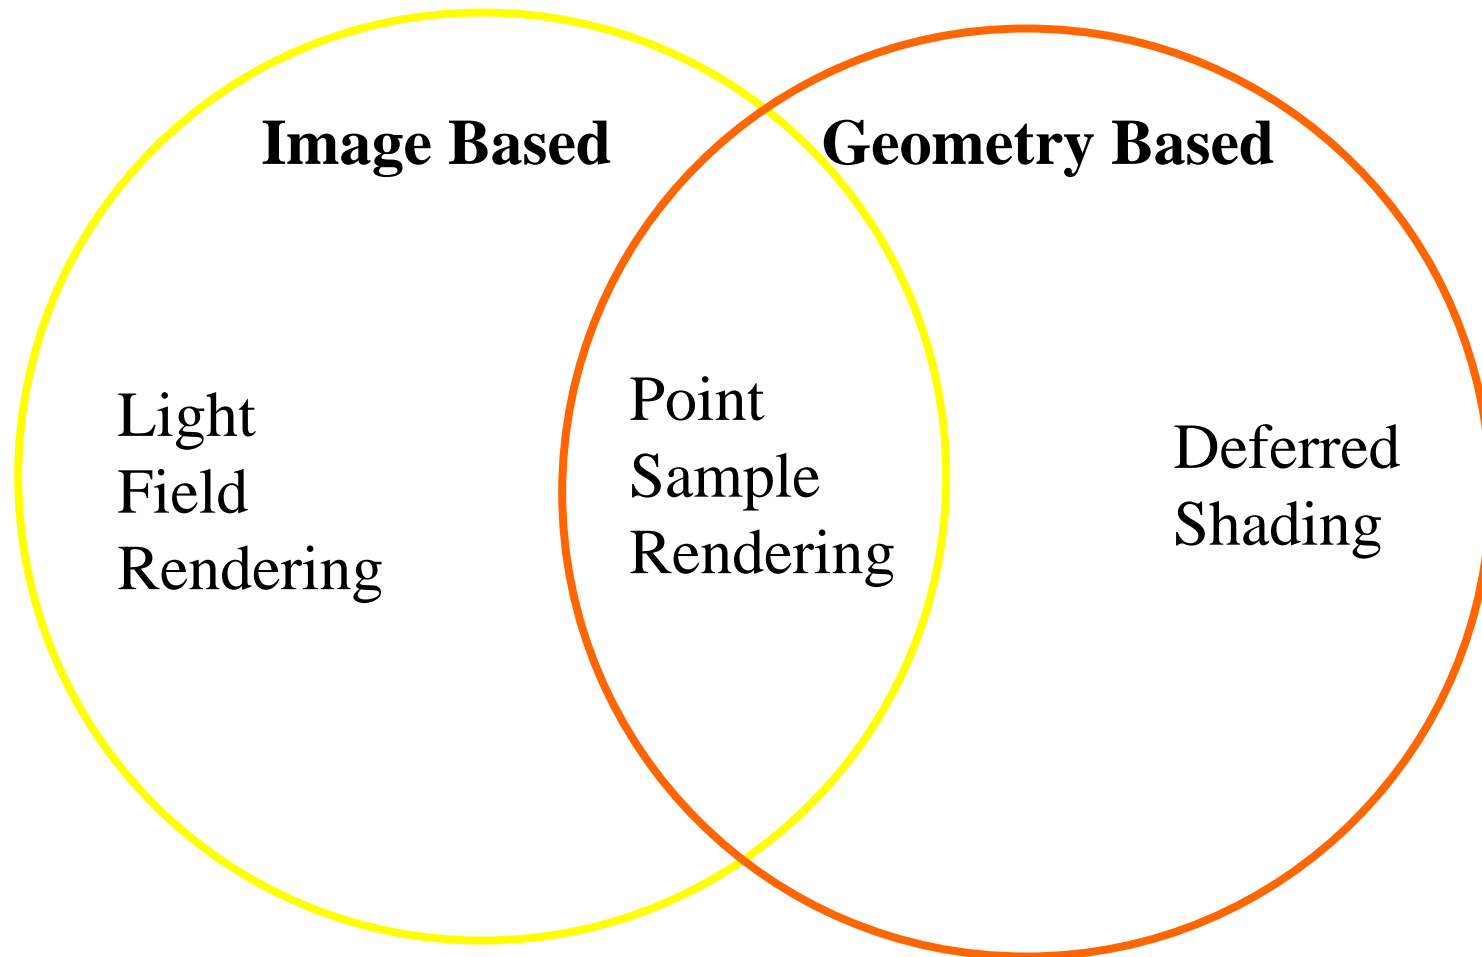 Image Based
Geometry Based
Light
Field
Rendering
Point
Sample
Rendering
Deferred
Shading